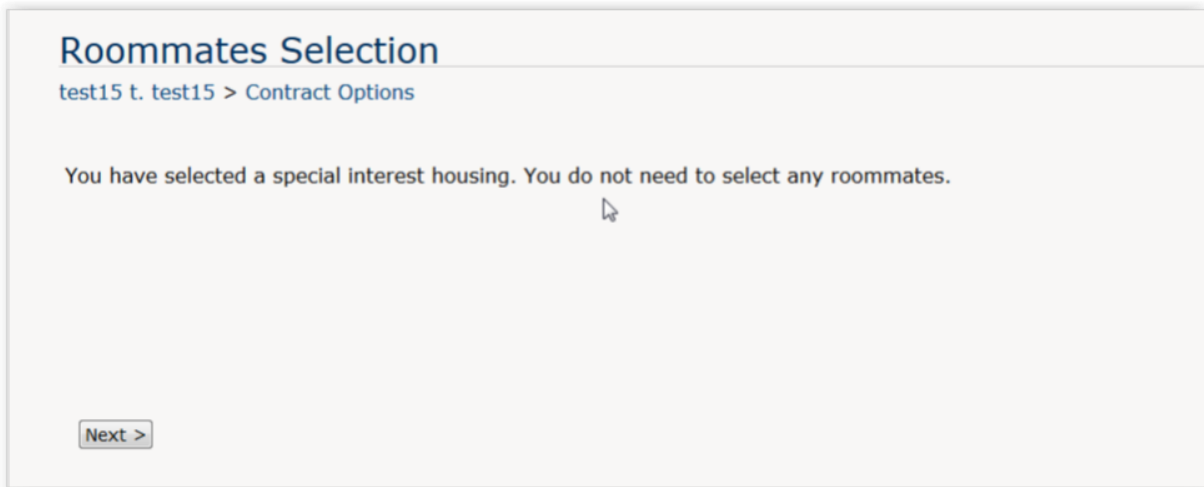 Roommates Selection
test15 t. test15 > Contract Options
You have selected a special interest housing. You do not need to select any roommates.
Next >